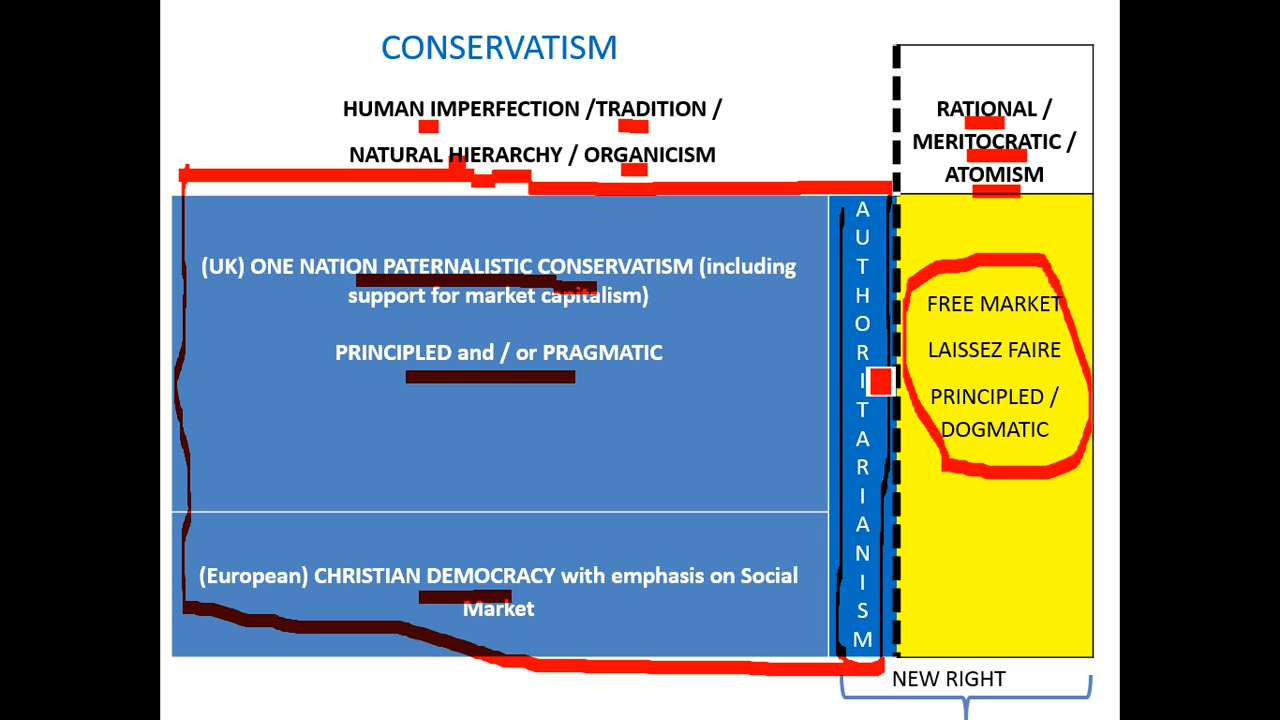 CONSERVATISM
HUMAN IMPERFECTION /TRADITION /
NATURAL HIERARCHY / ORGANICISM
RATIONAL /
MERITOCRATIC /
ATOMISM
(UK) ONE NATION PATERNALISTIC CONSERVATISM (including
support for market capitalism)
PRINCIPLED and / or PRAGMATIC
(European) CHRISTIAN DEMOCRACY with emphasis on Social
Market
AUTHORITARIANISM
FREE MARKET
LAISSEZ FAIRE
PRINCIPLED /
DOGMATIC
NEW RIGHT